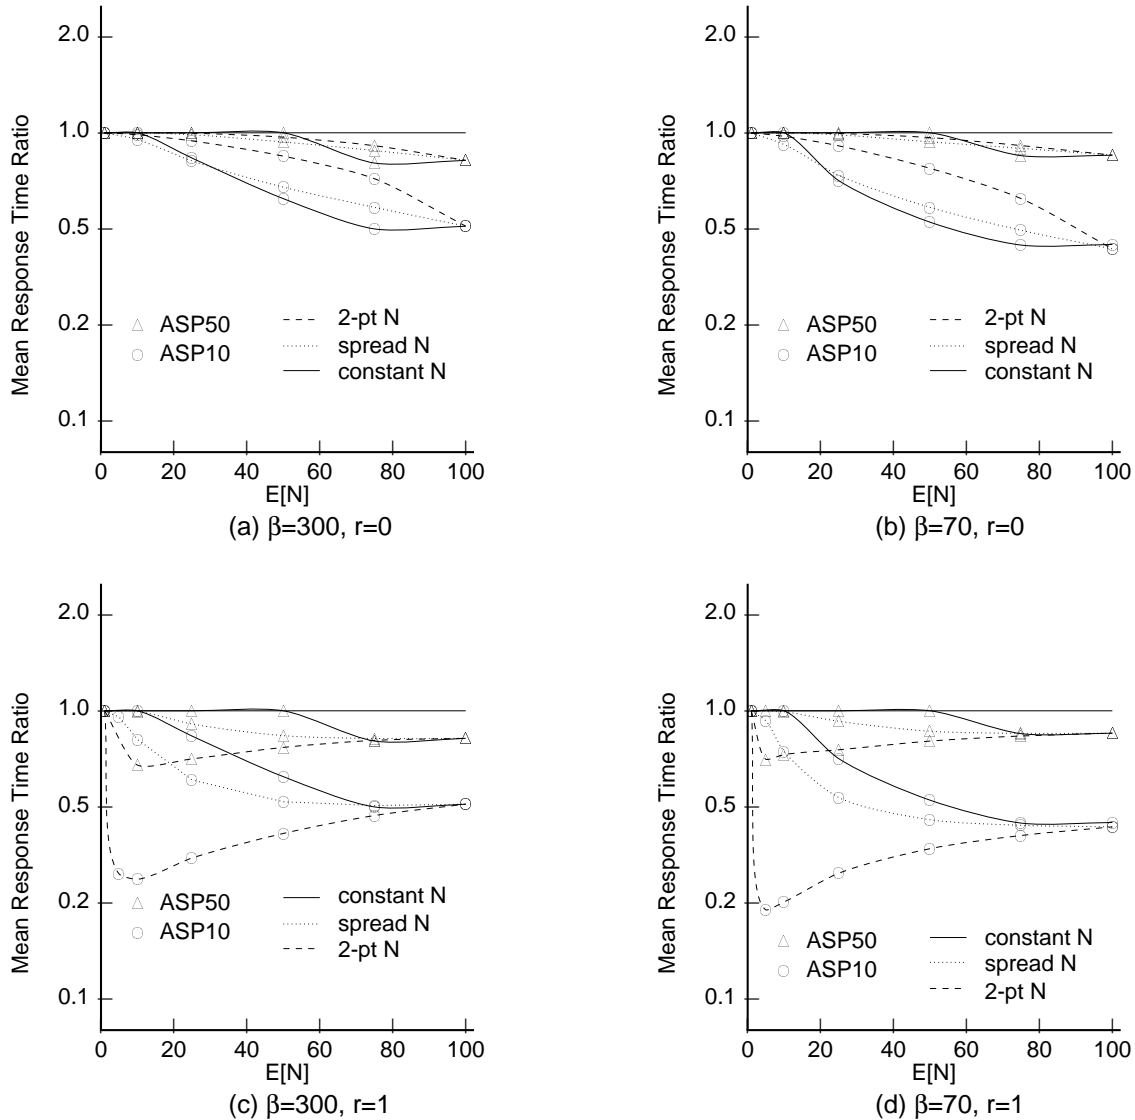 2.0
1.0
0.5
0.2
0.1
Mean Response Time Ratio
ASP50
ASP10
2-pt N
spread N
constant N
0 20 40 60 80 100
E[N]
(a) β=300, r=0
2.0
1.0
0.5
0.2
0.1
Mean Response Time Ratio
ASP50
ASP10
2-pt N
spread N
constant N
0 20 40 60 80 100
E[N]
(b) β=70, r=0
2.0
1.0
0.5
0.2
0.1
Mean Response Time Ratio
ASP50
ASP10
constant N
spread N
2-pt N
0 20 40 60 80 100
E[N]
(c) β=300, r=1
2.0
1.0
0.5
0.2
0.1
Mean Response Time Ratio
ASP50
ASP10
constant N
spread N
2-pt N
0 20 40 60 80 100
E[N]
(d) β=70, r=1